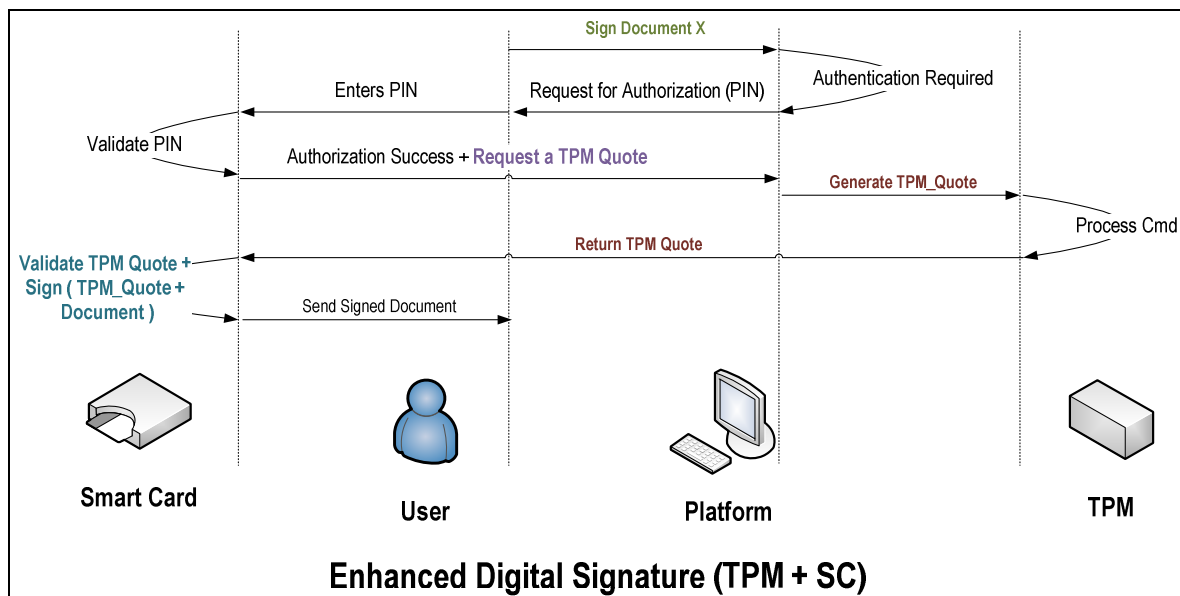 Sign Document X
Authentication Required
Enters PIN
Request for Authorization (PIN)
Validate PIN
Authorization Success + Request a TPM Quote
Generate TPM_Quote
Process Cmd
Return TPM Quote
Validate TPM Quote +
Sign ( TPM_Quote +
Document )
Send Signed Document
Smart Card
User
Platform
TPM
Enhanced Digital Signature (TPM + SC)